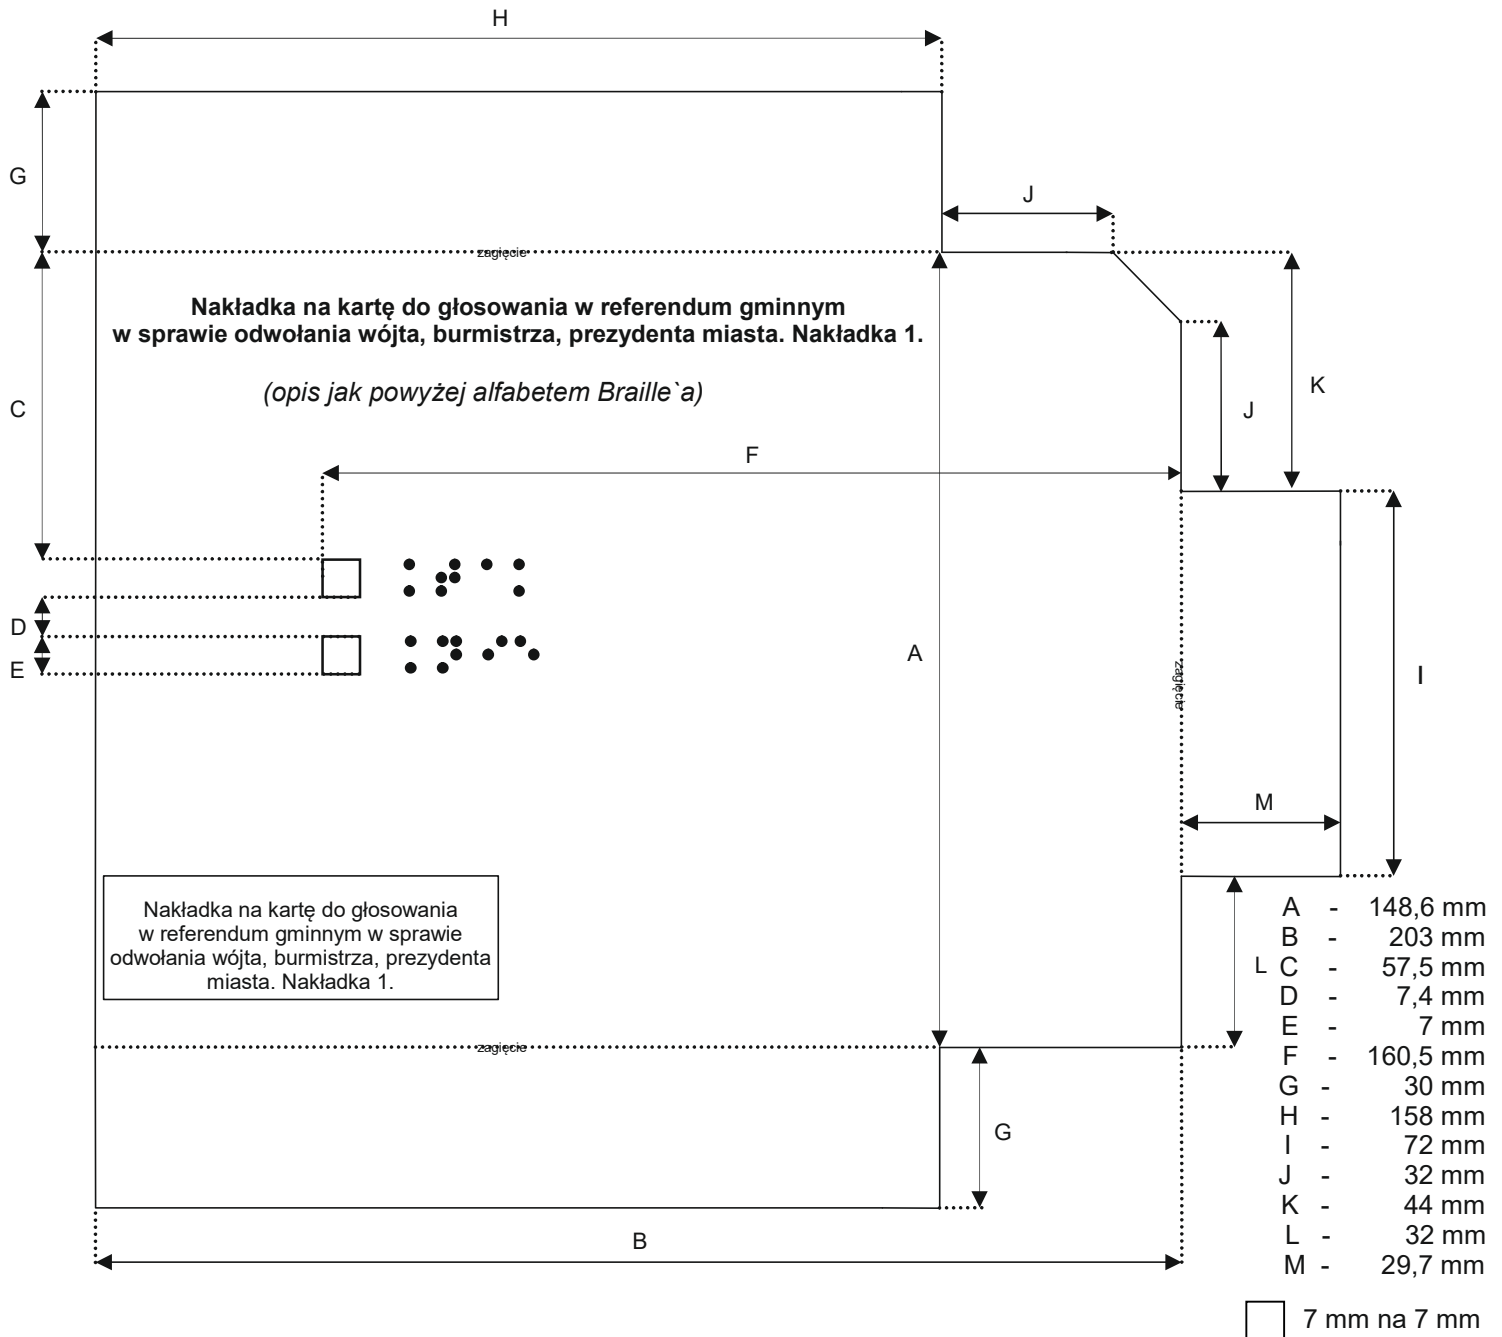 H
G
J
zagięcie
Nakładka na kartę do głosowania w referendum gminnym
w sprawie odwołania wójta, burmistrza, prezydenta miasta. Nakładka 1.
(opis jak powyżej alfabetem Braille`a)
C
K
J
F
D
E
A
zagięcie
I
M
Nakładka na kartę do głosowania
w referendum gminnym w sprawie
odwołania wójta, burmistrza, prezydenta
miasta. Nakładka 1.
L
zagięcie
G
B
A - 148,6 mm
B - 203 mm
C - 57,5 mm
D - 7,4 mm
E - 7 mm
F - 160,5 mm
G - 30 mm
H - 158 mm
I - 72 mm
J - 32 mm
K - 44 mm
L - 32 mm
M - 29,7 mm
7 mm na 7 mm